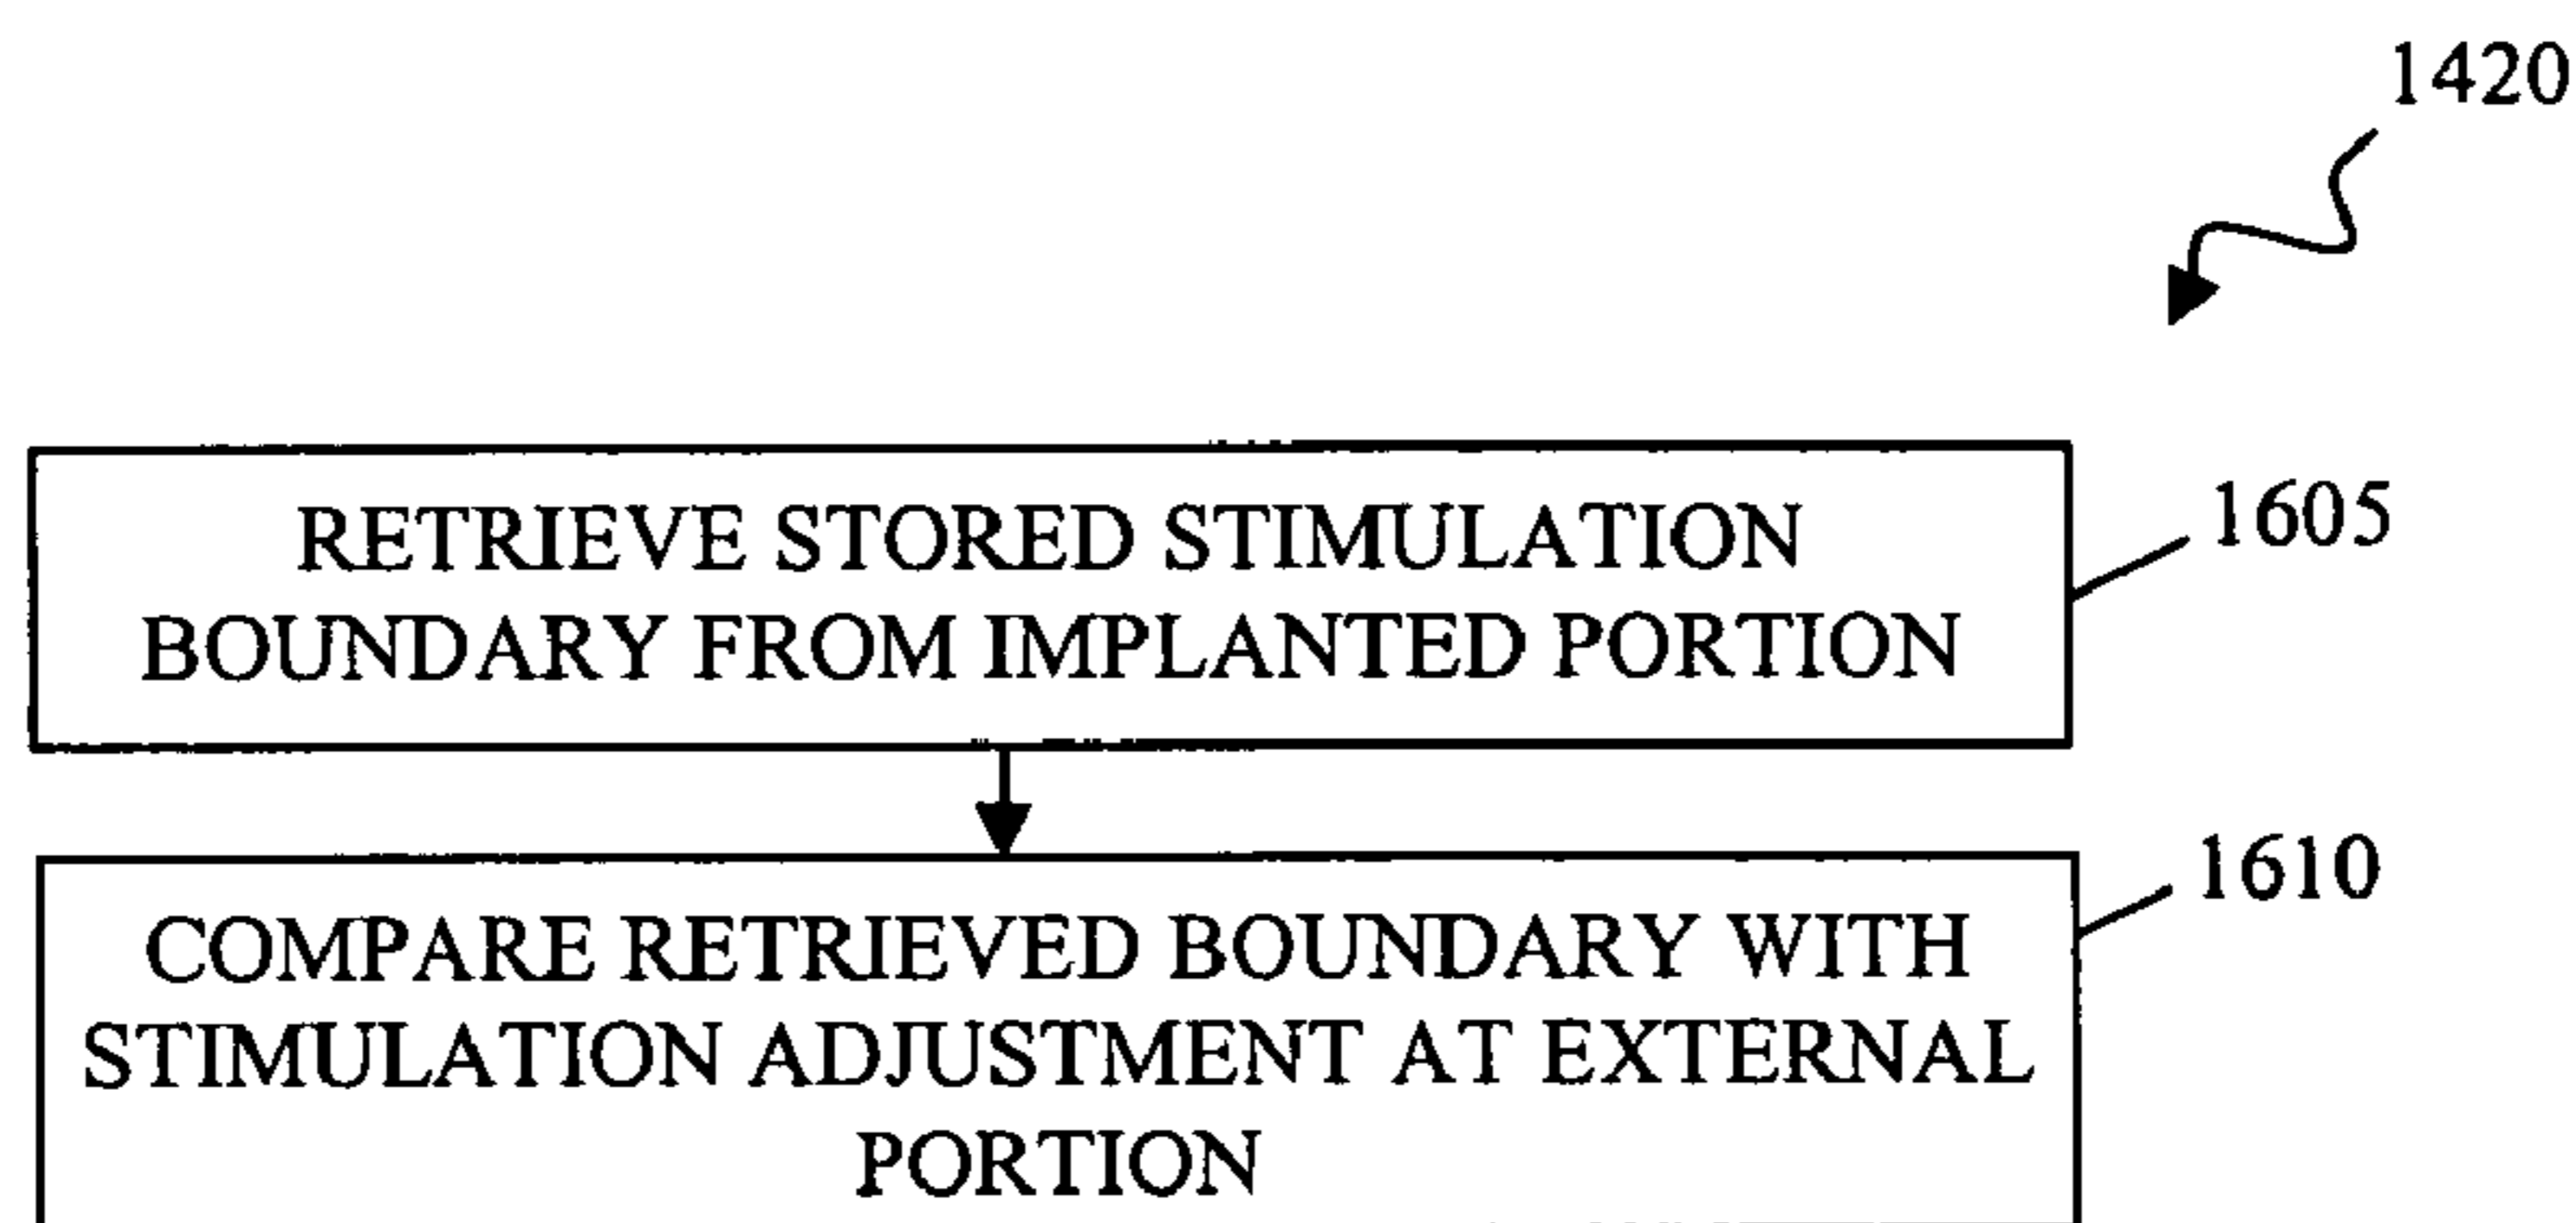 1420
RETRIEVE STORED STIMULATION
BOUNDARY FROM IMPLANTED PORTION
1605
1610
COMPARE RETRIEVED BOUNDARY WITH
STIMULATION ADJUSTMENT AT EXTERNAL
PORTION